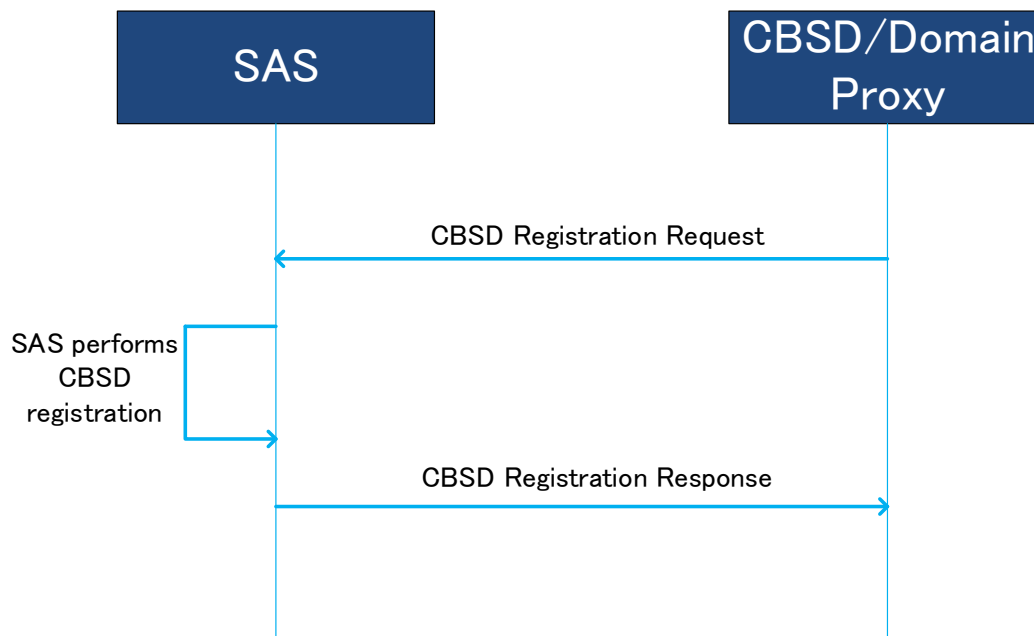 SAS
CBSD/Domain
Proxy
CBSD Registration Request
SAS performs
CBSD
registration
CBSD Registration Response